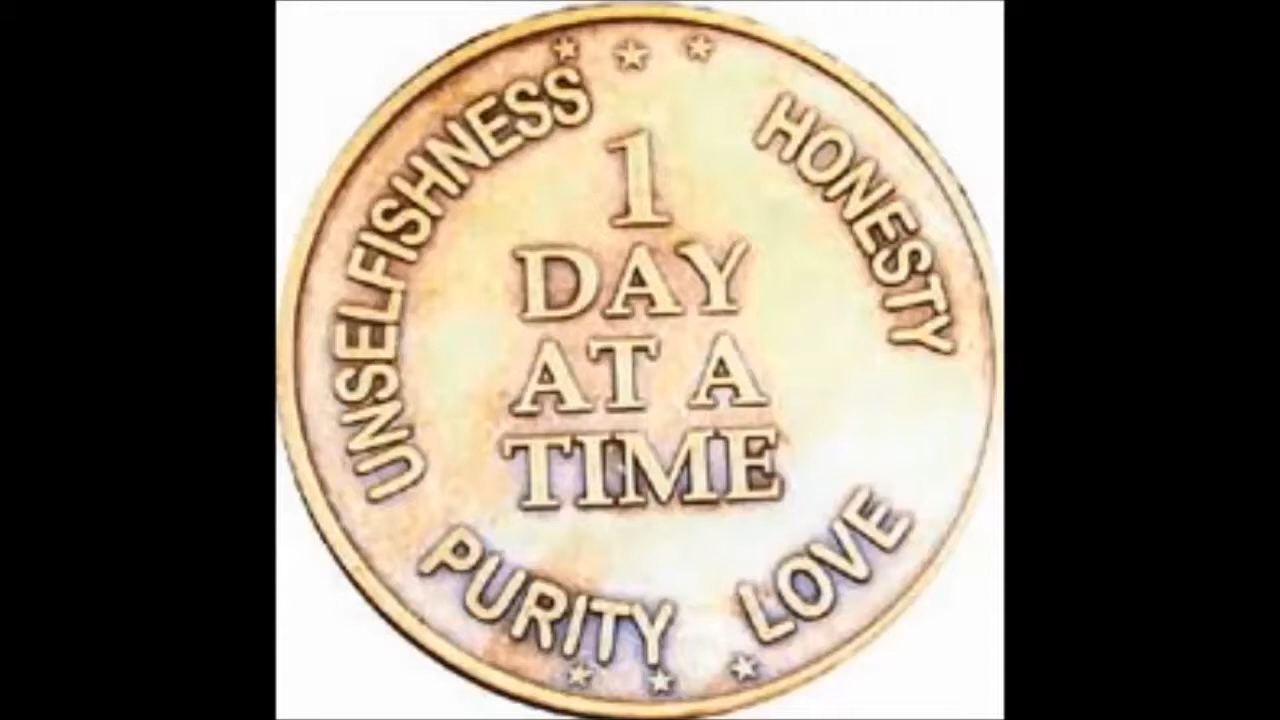 UNSELFISHNESS
HONESTY
1
DAY
AT A
TIME
PURITY
LOVE